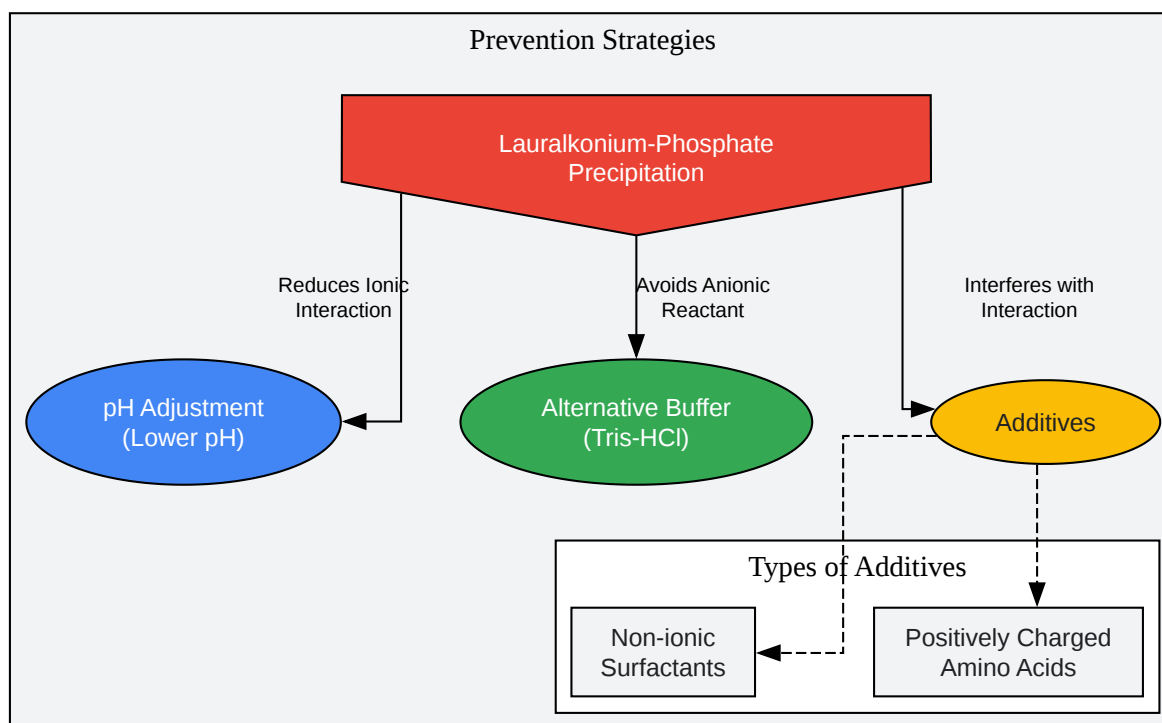 Prevention Strategies
Lauralkonium-Phosphate
Precipitation
Reduces Ionic
Interaction
Avoids Anionic
Reactant
Interferes with
Interaction
pH Adjustment
(Lower pH)
Alternative Buffer
(Tris-HCl)
Additives
Types of Additives
Non-ionic
Surfactants
Positively Charged
Amino Acids